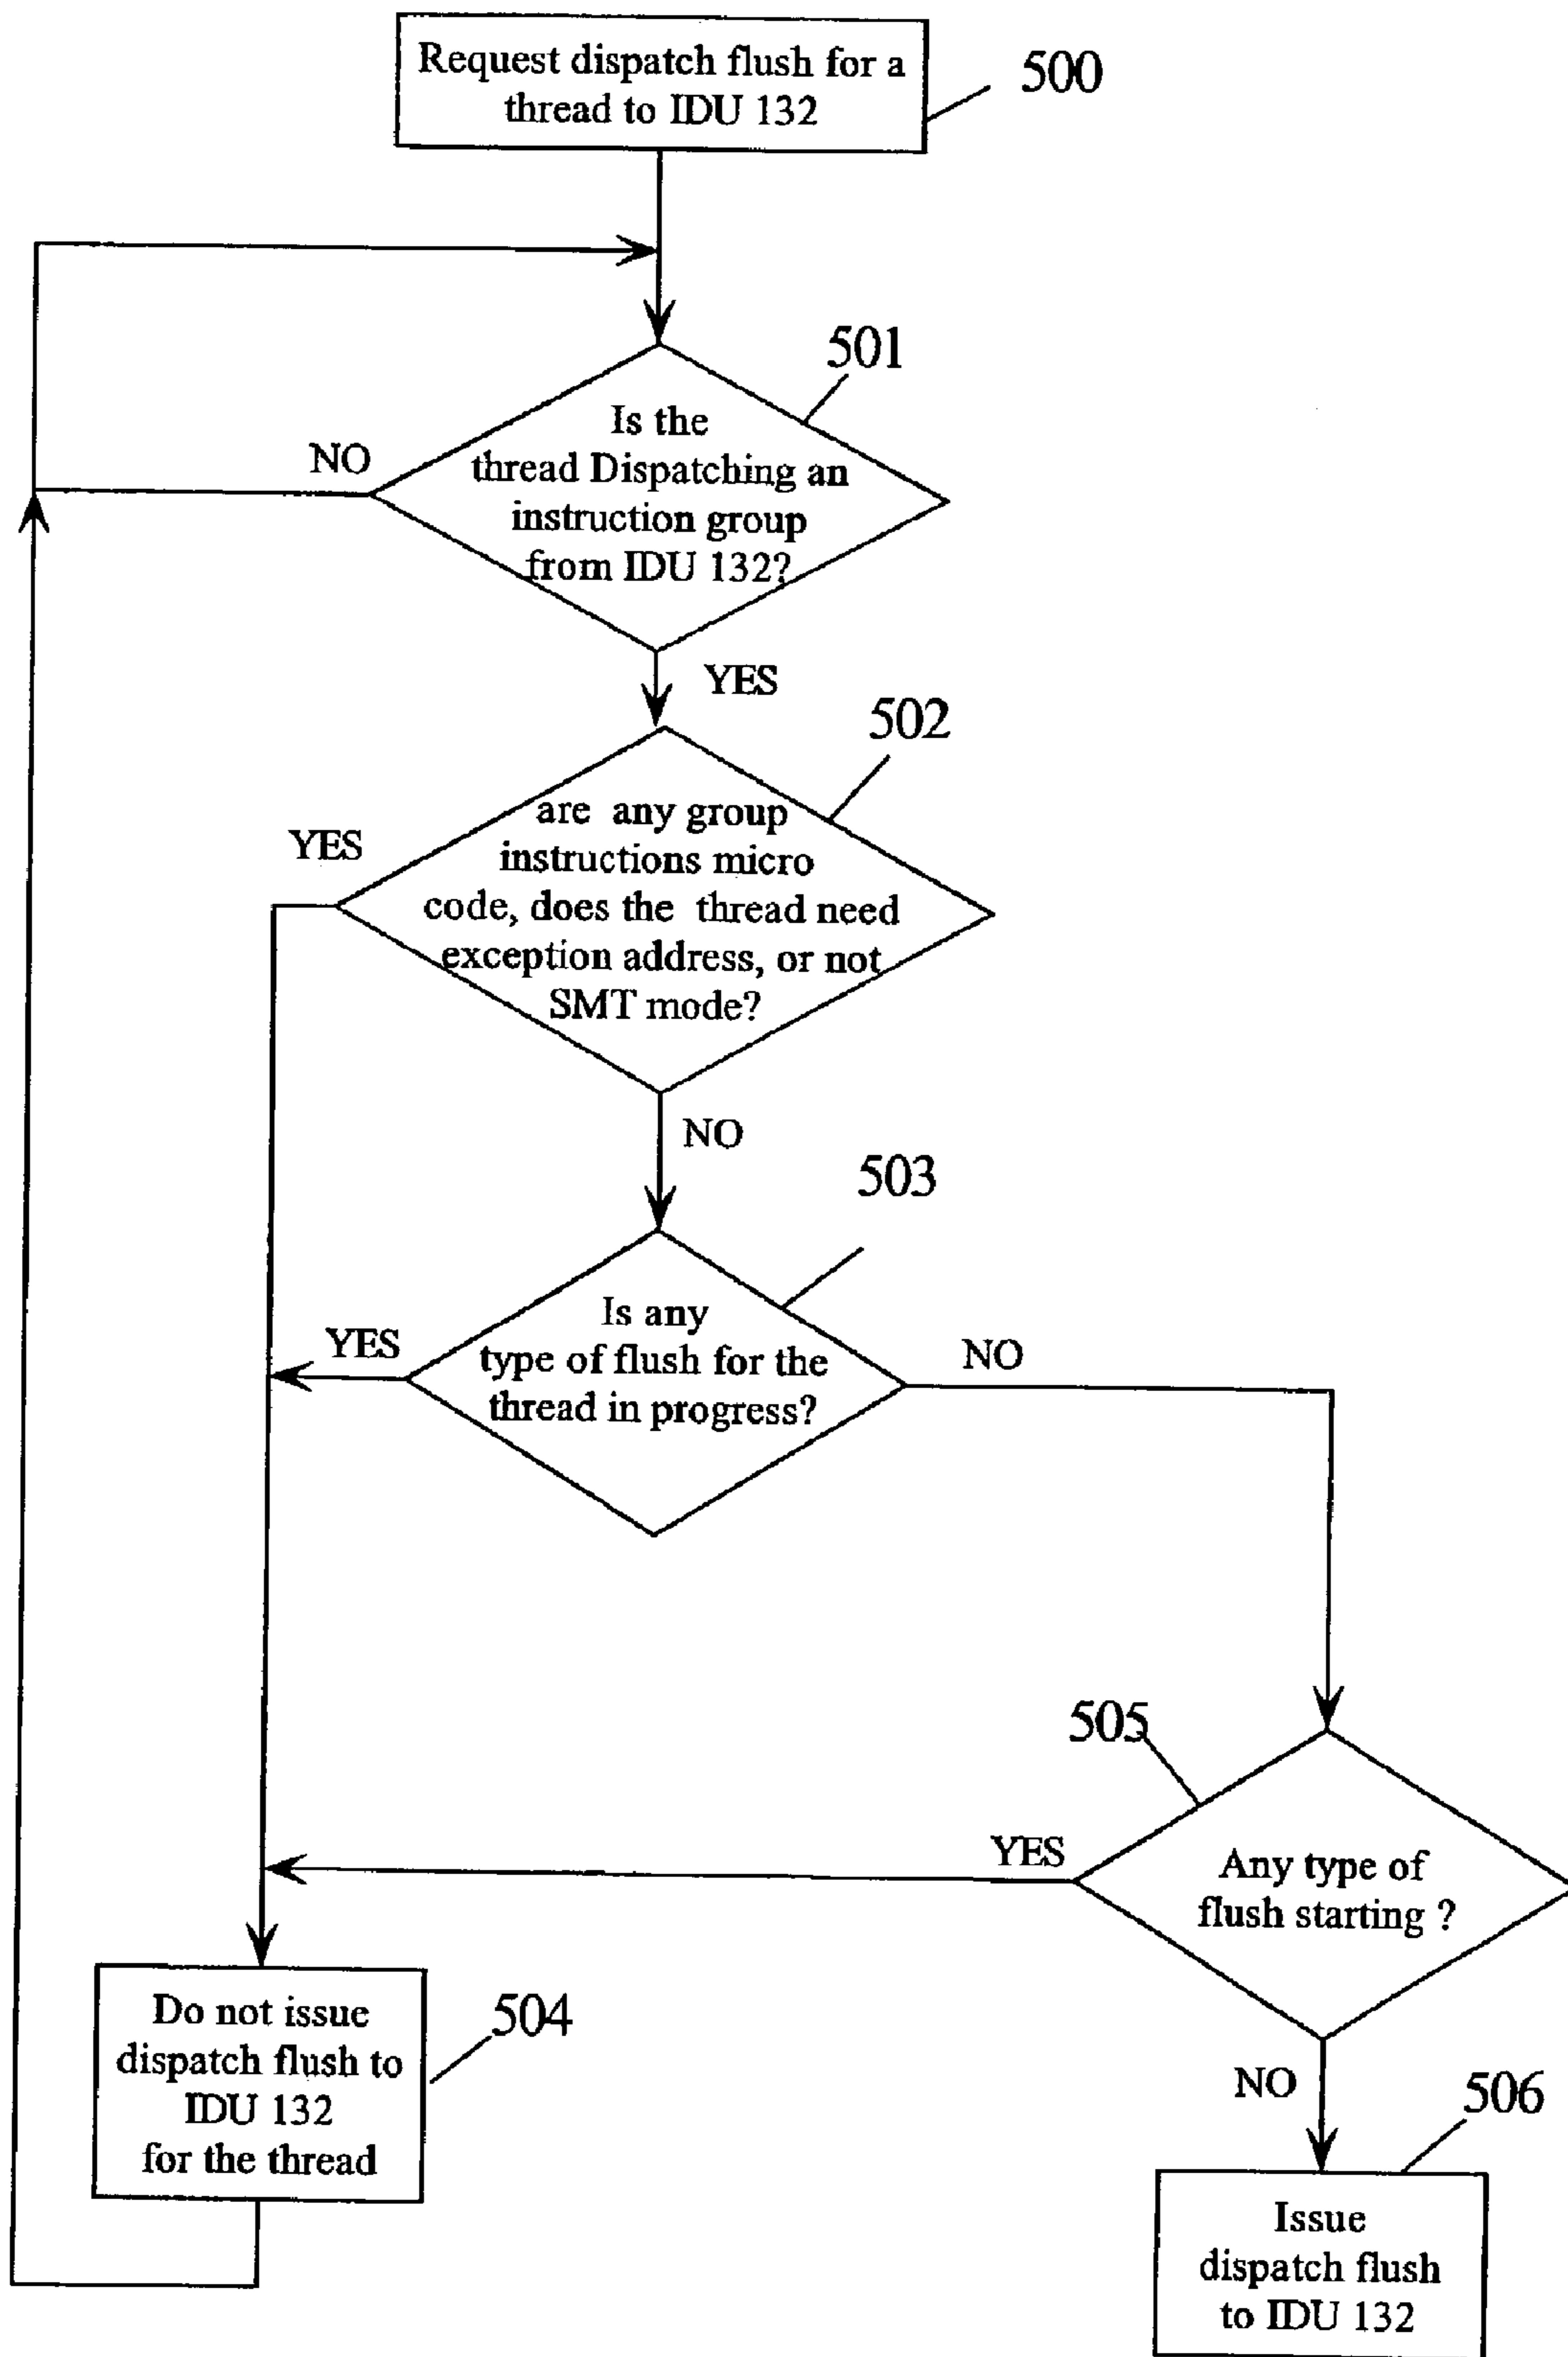 Request dispatch flush for a
thread to IDU 132
500
501
Is the
thread Dispatching an
instruction group
from IDU 132?
NO
YES
502
are any group
instructions micro
code, does the thread need
exception address, or not
SMT mode?
YES
NO
503
Is any
type of flush for the
thread in progress?
YES
NO
505
Any type of
flush starting ?
YES
NO
Do not issue
dispatch flush to
IDU 132
for the thread
504
506
Issue
dispatch flush
to IDU 132